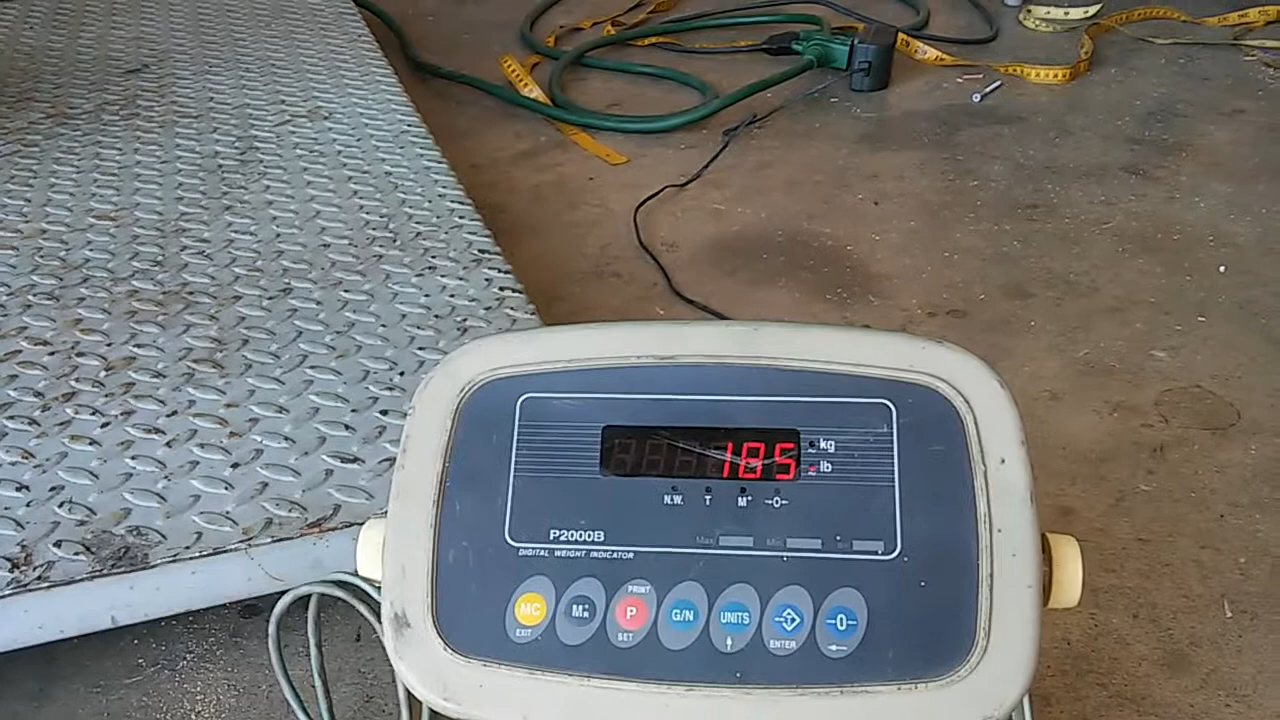 185
kg
lb
N.W. T M⁺ →0←
P2000B
Max Min
DIGITAL WEIGHT INDICATOR
PRINT
MC M⁺R P G/N UNITS T →0←
EXIT SET ENTER